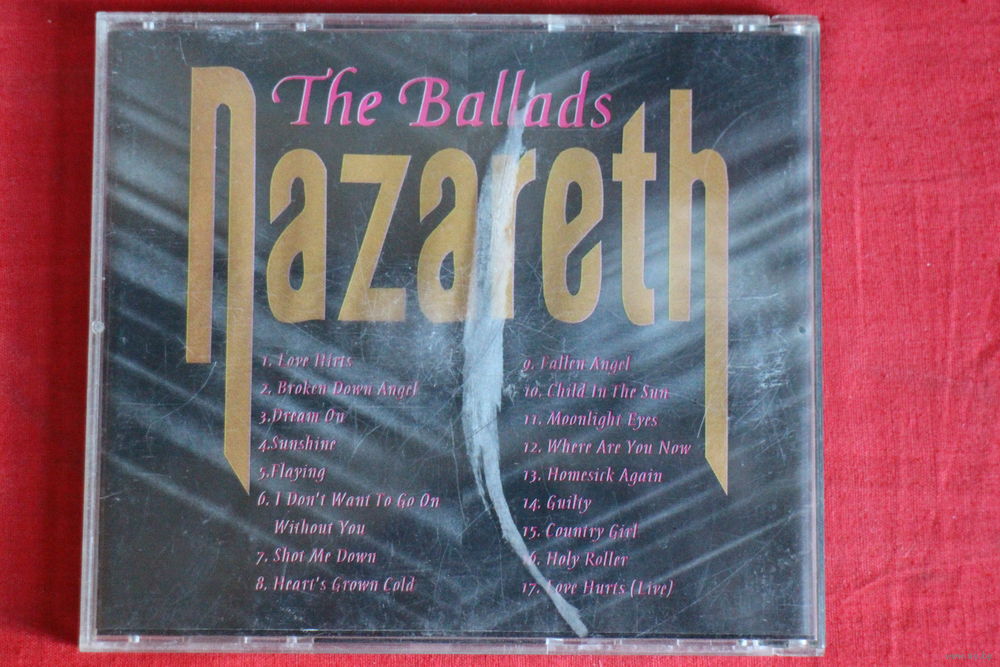 The Ballads
nazareth
1. Love Hirts
2. Broken Down Angel
3.Dream On
4.Sunshine
5.Flaying
6. I Don't Want To Go On
Without You
7. Shot Me Down
8. Heart's Grown Cold
9. Fallen Angel
10. Child In The Sun
11. Moonlight Eyes
12. Where Are You Now
13. Homesick Again
14. Guilty
15. Country Girl
16. Holy Roller
17. Love Hurts (Live)